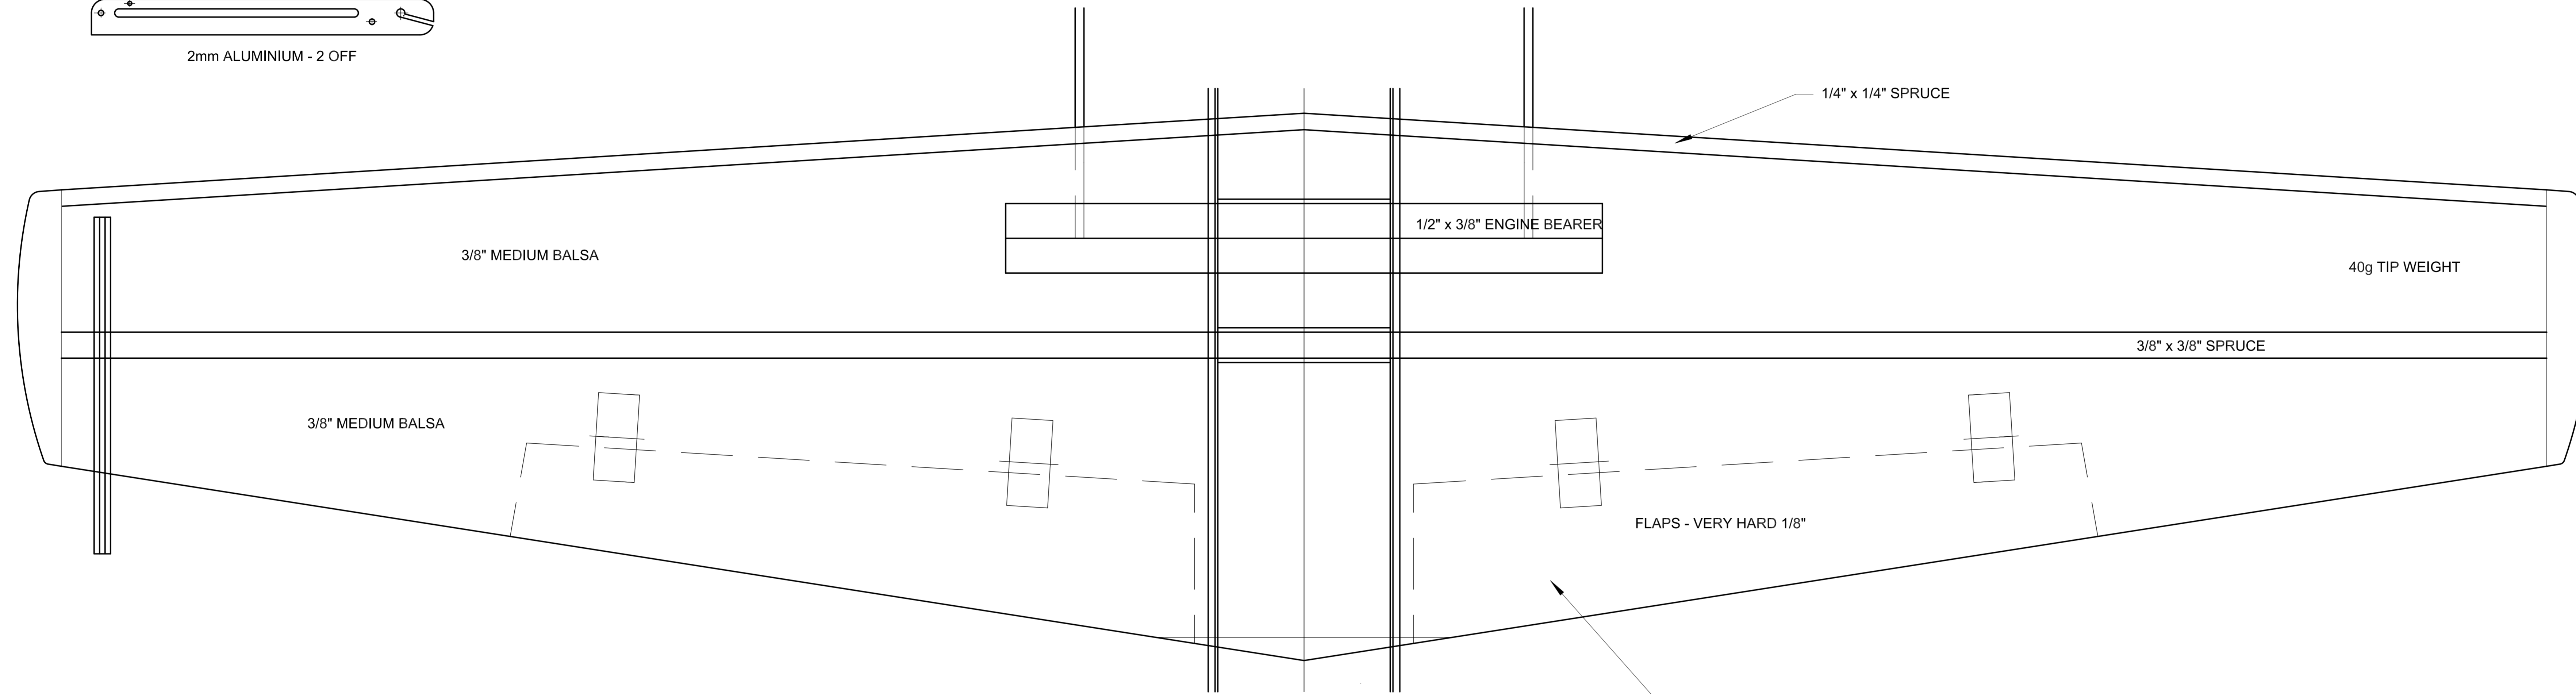 2mm ALUMINIUM - 2 OFF
1/4" x 1/4" SPRUCE
1/2" x 3/8" ENGINE BEARER
3/8" MEDIUM BALSA
40g TIP WEIGHT
3/8" x 3/8" SPRUCE
3/8" MEDIUM BALSA
FLAPS - VERY HARD 1/8"